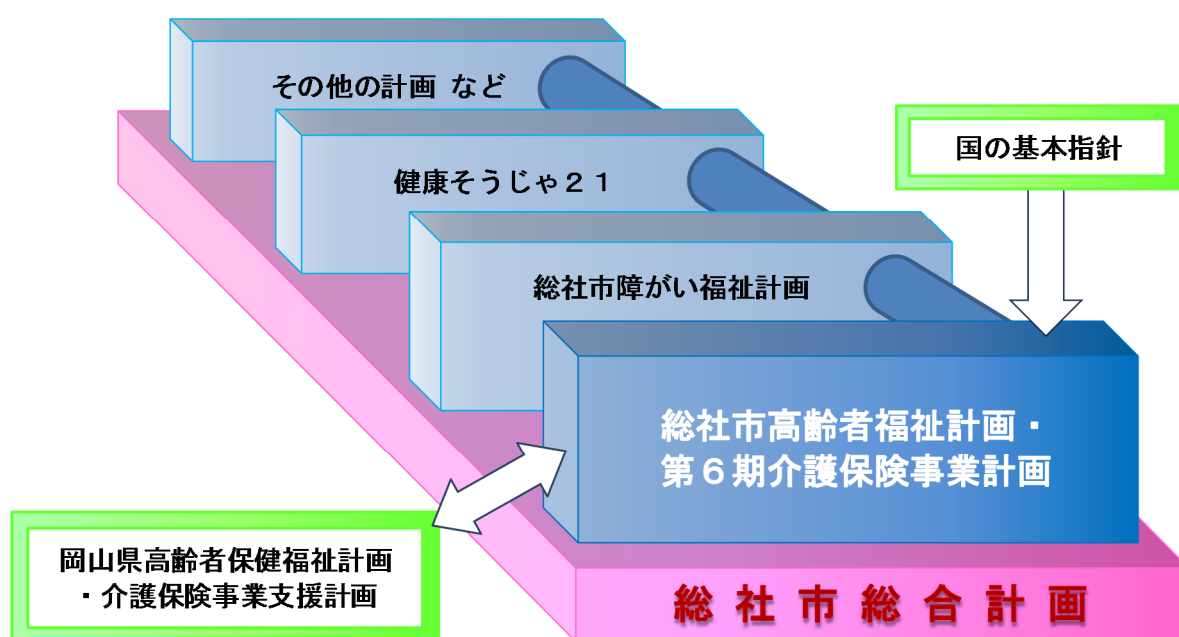 その他の計画 など
健康そうじゃ２１
国の基本指針
総社市障がい福祉計画
総社市高齢者福祉計画・
第６期介護保険事業計画
岡山県高齢者保健福祉計画
・介護保険事業支援計画
総社市総合計画